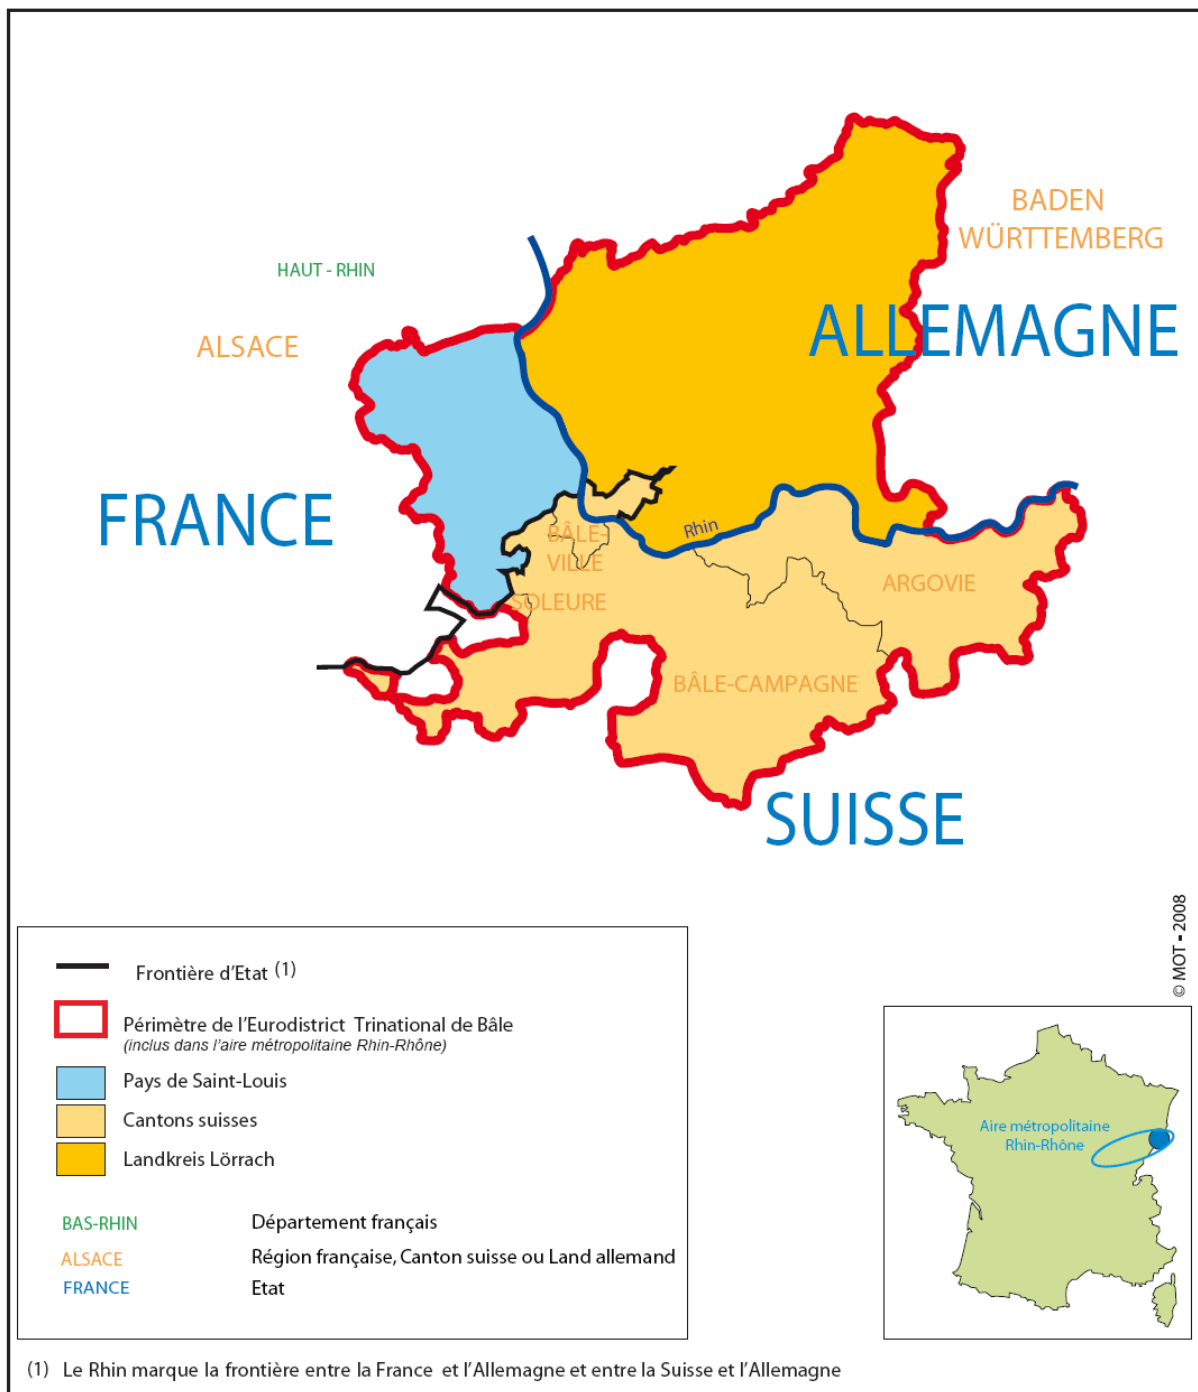 BADEN
WÜRTTEMBERG
HAUT - RHIN
ALLEMAGNE
ALSACE
FRANCE
Rhin
BÂLE-
VILLE
ARGOVIE
SOLEURE
BÂLE-CAMPAGNE
SUISSE
© MOT - 2008
Frontière d'Etat (1)
Périmètre de l'Eurodistrict Trinational de Bâle
(inclus dans l'aire métropolitaine Rhin-Rhône)
Pays de Saint-Louis
Cantons suisses
Landkreis Lörrach
BAS-RHIN Département français
ALSACE Région française, Canton suisse ou Land allemand
FRANCE Etat
Aire métropolitaine
Rhin-Rhône
(1) Le Rhin marque la frontière entre la France et l'Allemagne et entre la Suisse et l'Allemagne